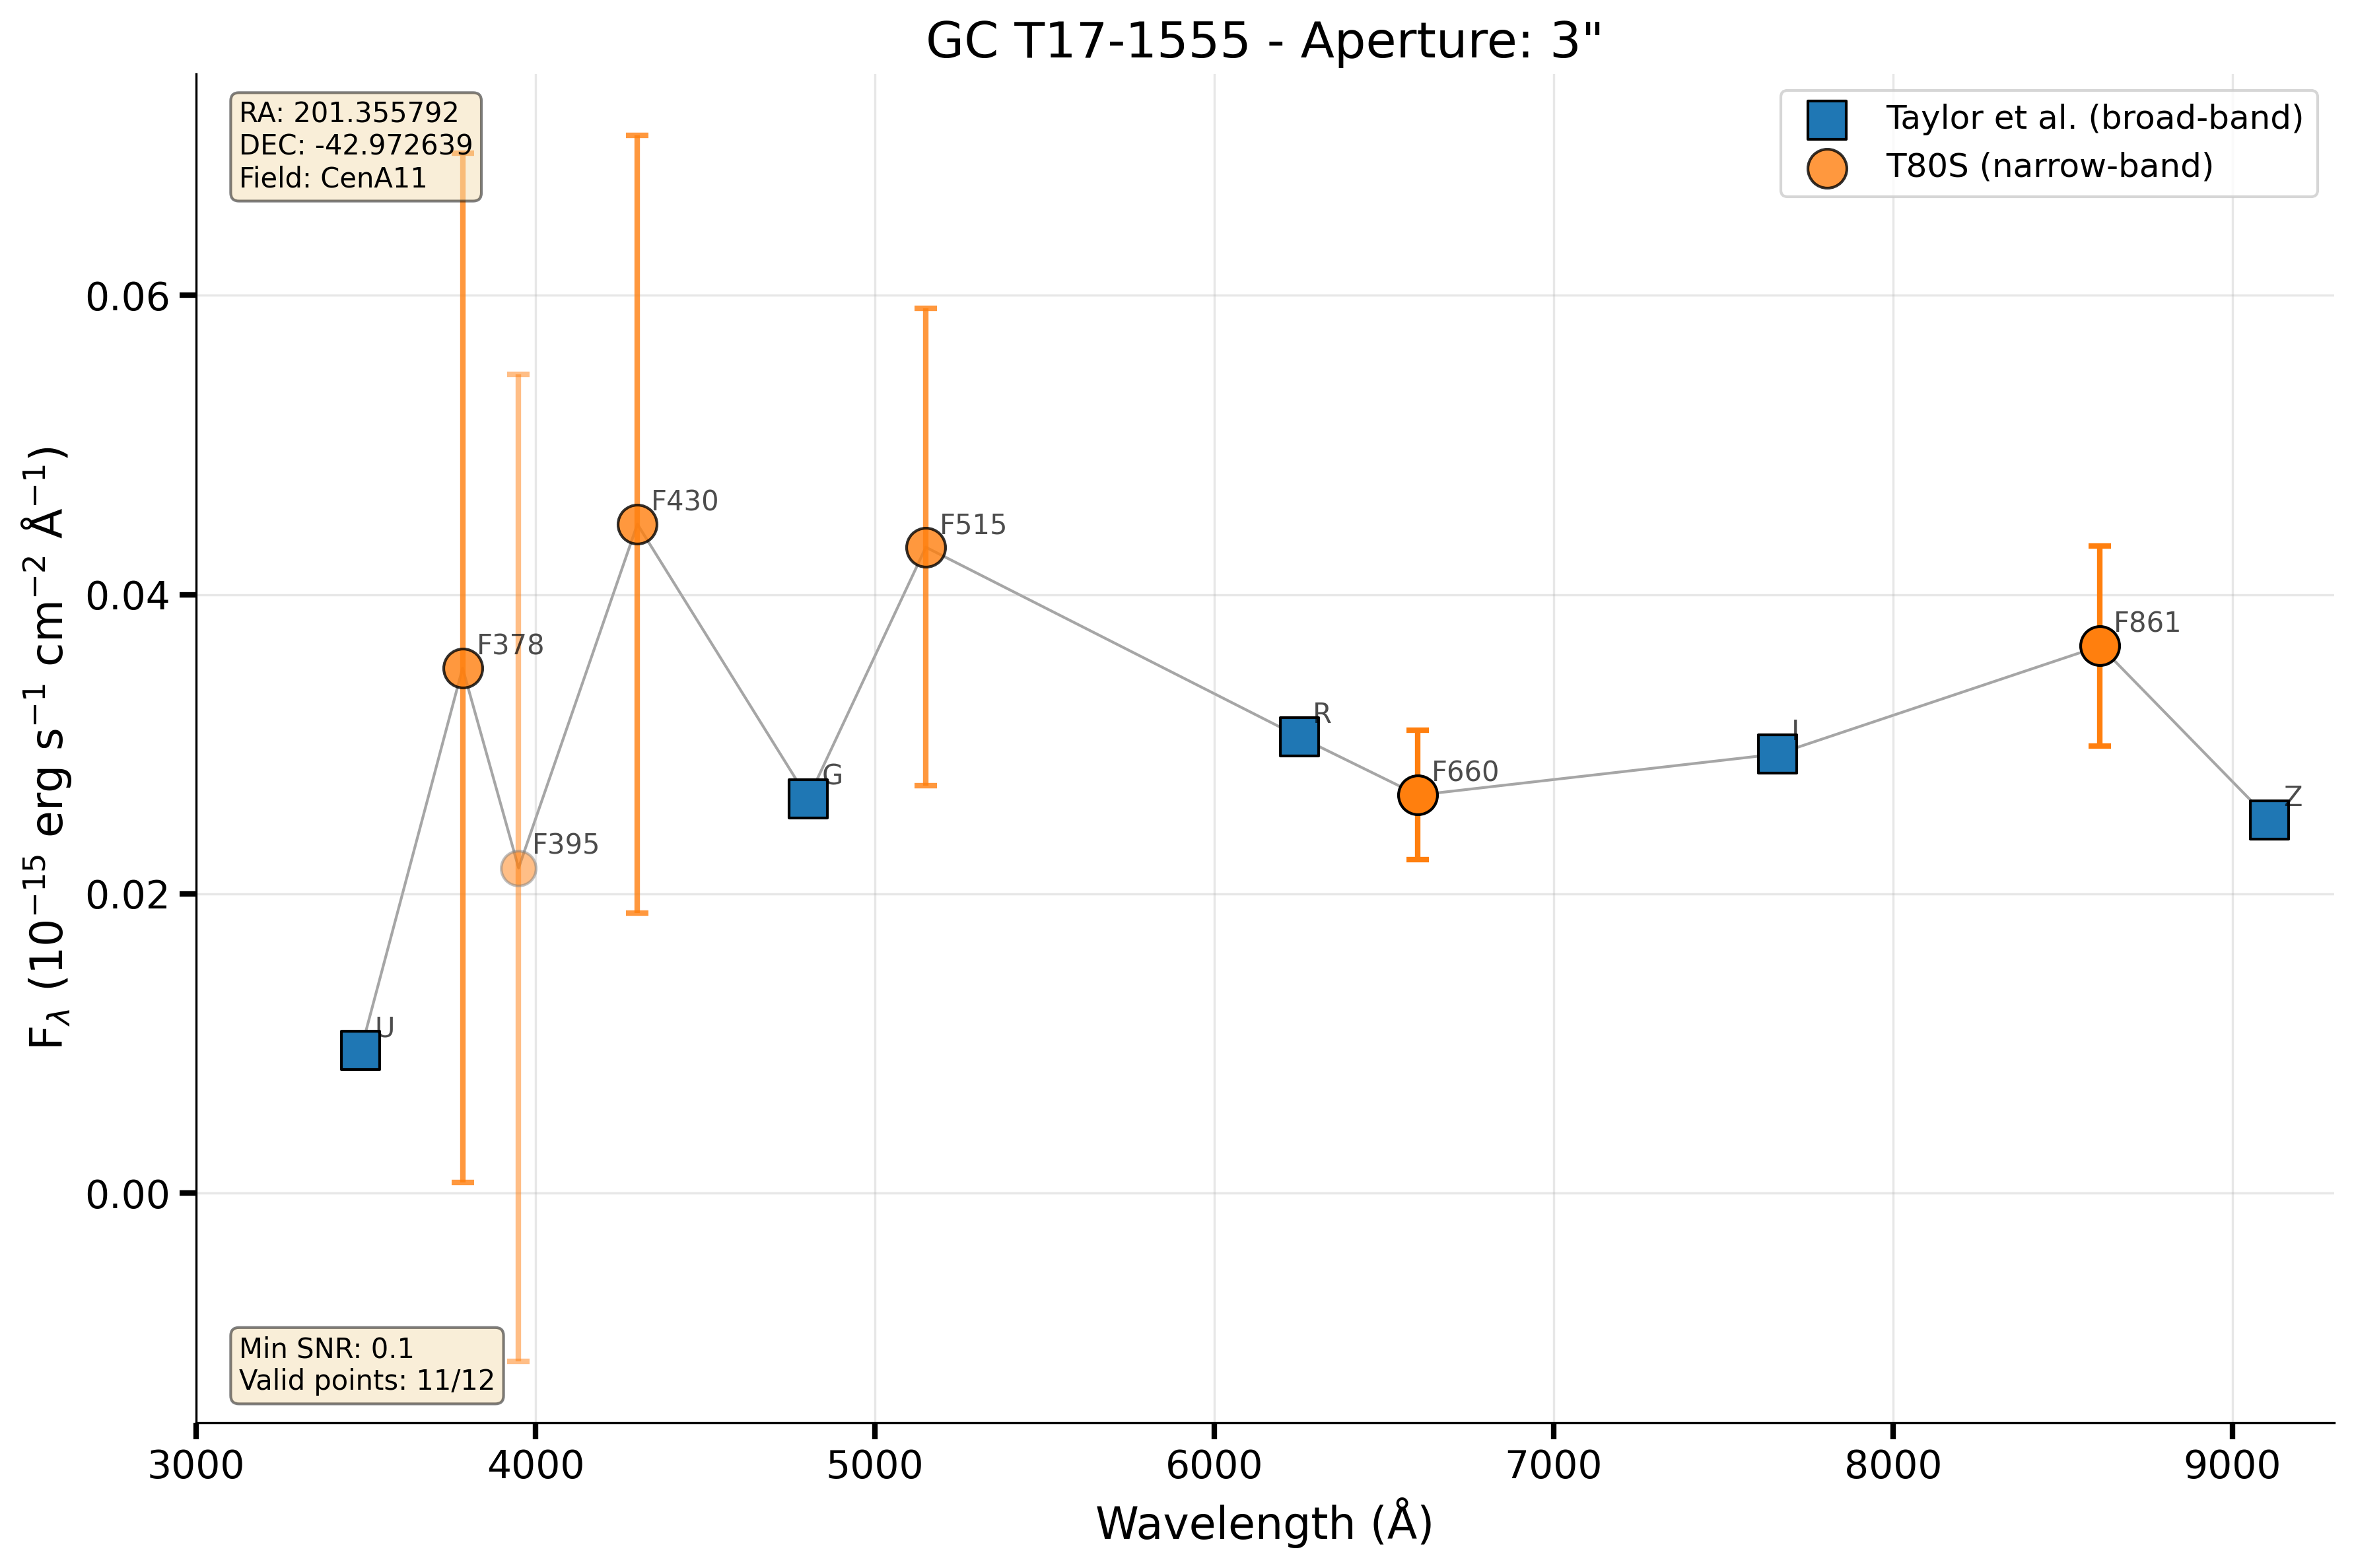 GC T17-1555 - Aperture: 3"
RA: 201.355792
DEC: -42.972639
Field: CenA11
Taylor et al. (broad-band)
T80S (narrow-band)
F430
F515
F378
F861
R
I
F660
G
Z
F395
U
Min SNR: 0.1
Valid points: 11/12
0.06
0.04
0.02
0.00
F_λ (10⁻¹⁵ erg s⁻¹ cm⁻² Å⁻¹)
3000 4000 5000 6000 7000 8000 9000
Wavelength (Å)